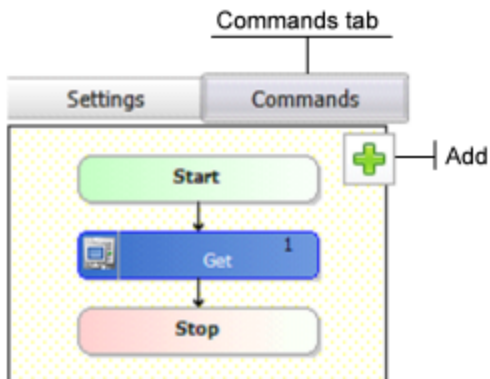 Commands tab
Settings
Commands
Add
Start
1
Get
Stop